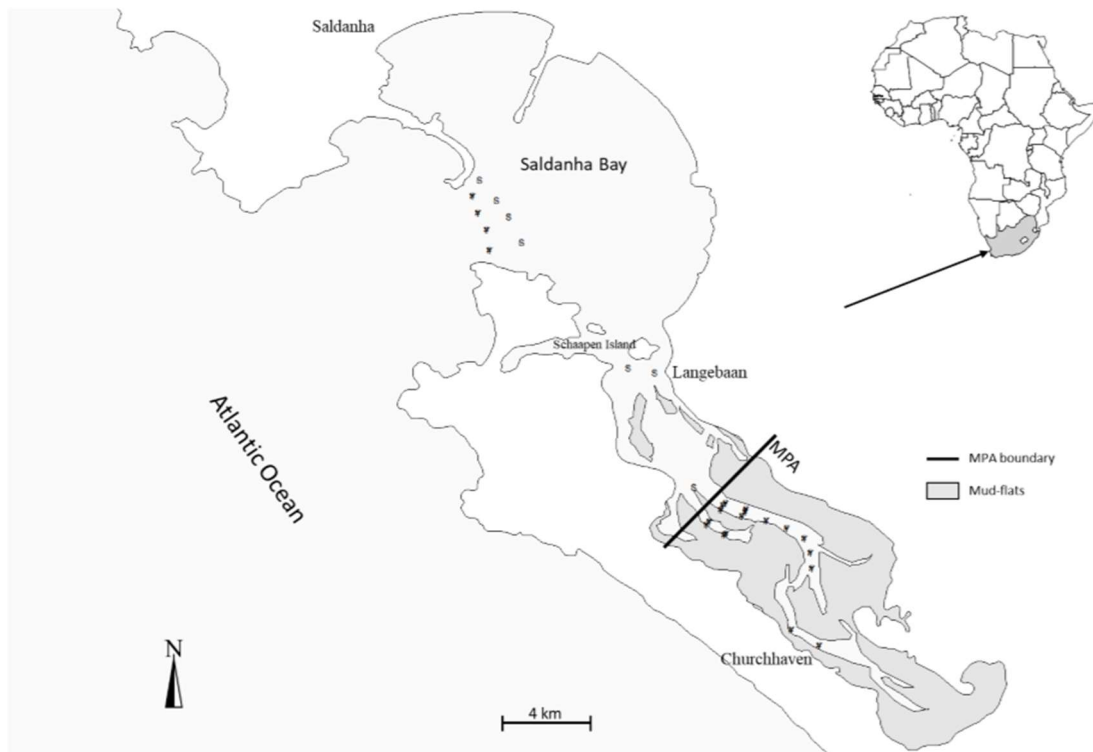 Saldanha
Saldanha Bay
S
S
S
S
Schaapen Island
S
S
Langebaan
Atlantic Ocean
MPA
S
MPA boundary
Mud-flats
Churchhaven
N
4 km